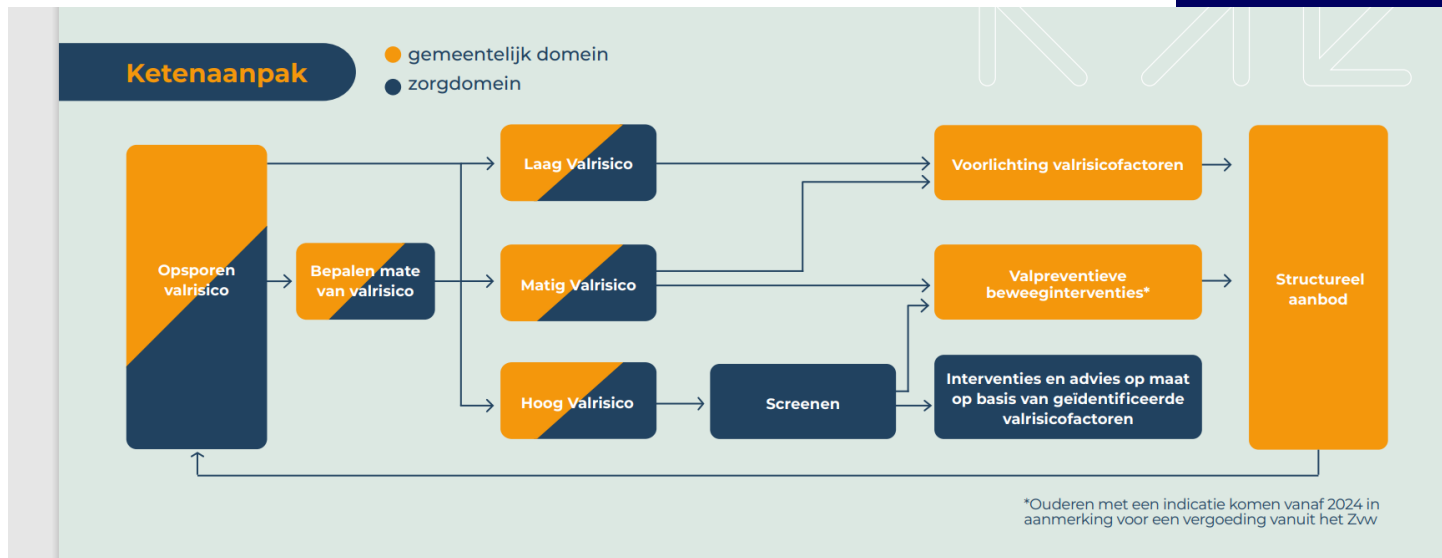 Ketenaanpak
gemeentelijk domein
zorgdomein
Opsporen
valrisico
Bepalen mate
van valrisico
Laag Valrisico
Matig Valrisico
Hoog Valrisico
Screenen
Voorlichting valrisicofactoren
Valpreventieve
beweeginterventies*
Interventies en advies op maat
op basis van geïdentificeerde
valrisicofactoren
Structureel
aanbod
*Ouderen met een indicatie komen vanaf 2024 in
aanmerking voor een vergoeding vanuit het Zvw